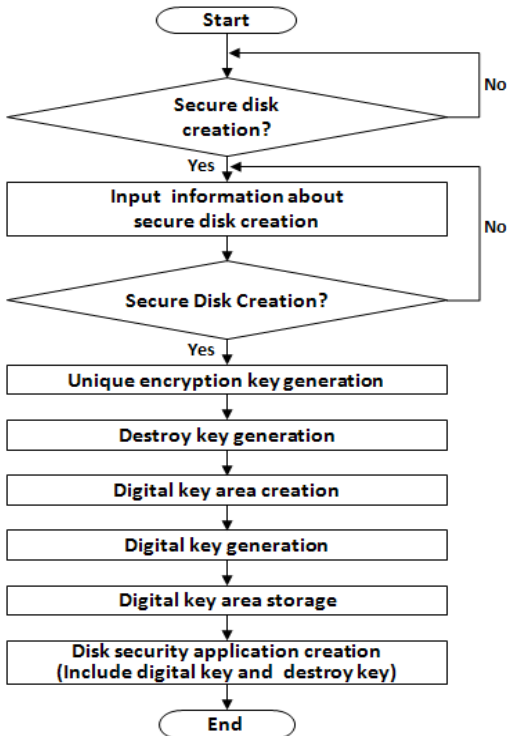 Start
No
Secure disk
creation?
Yes
Input information about
secure disk creation
No
Secure Disk Creation?
Yes
Unique encryption key generation
Destroy key generation
Digital key area creation
Digital key generation
Digital key area storage
Disk security application creation
(Include digital key and destroy key)
End